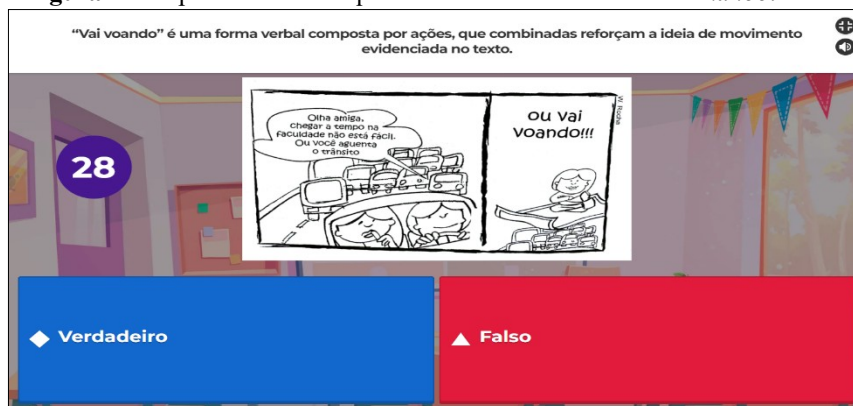 “Vai voando” é uma forma verbal composta por ações, que combinadas reforçam a ideia de movimento
evidenciada no texto.
28
Olha amiga,
chegar a tempo na
faculdade não está fácil.
Ou você aguenta
o trânsito
ou vai
voando!!!
W. Rocha
Verdadeiro
Falso